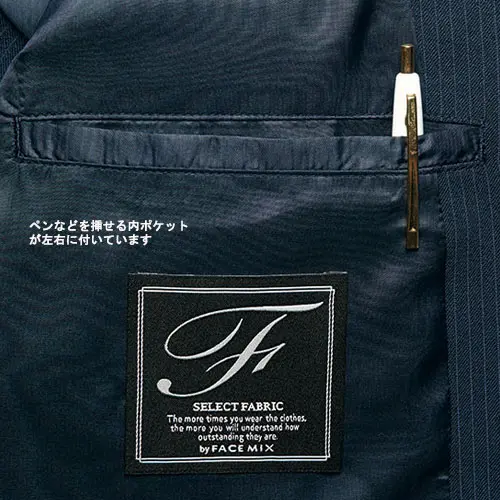 ペンなどを挿せる内ポケット
が左右に付いています
F
SELECT FABRIC
The more times you wear the clothes,
the more you will understand how
outstanding they are.
by FACE MIX